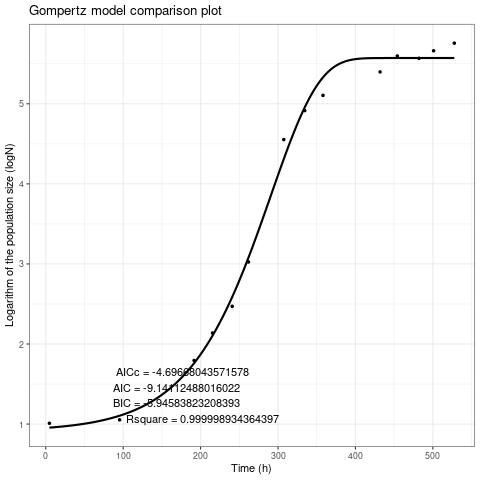 Gompertz model comparison plot
Logarithm of the population size (logN)
5
4
3
2
1
AICc = -4.69668043571578
AIC = -9.14112488016022
BIC = -5.94583823208393
Rsquare = 0.999998934364397
0
100
200
300
400
500
Time (h)